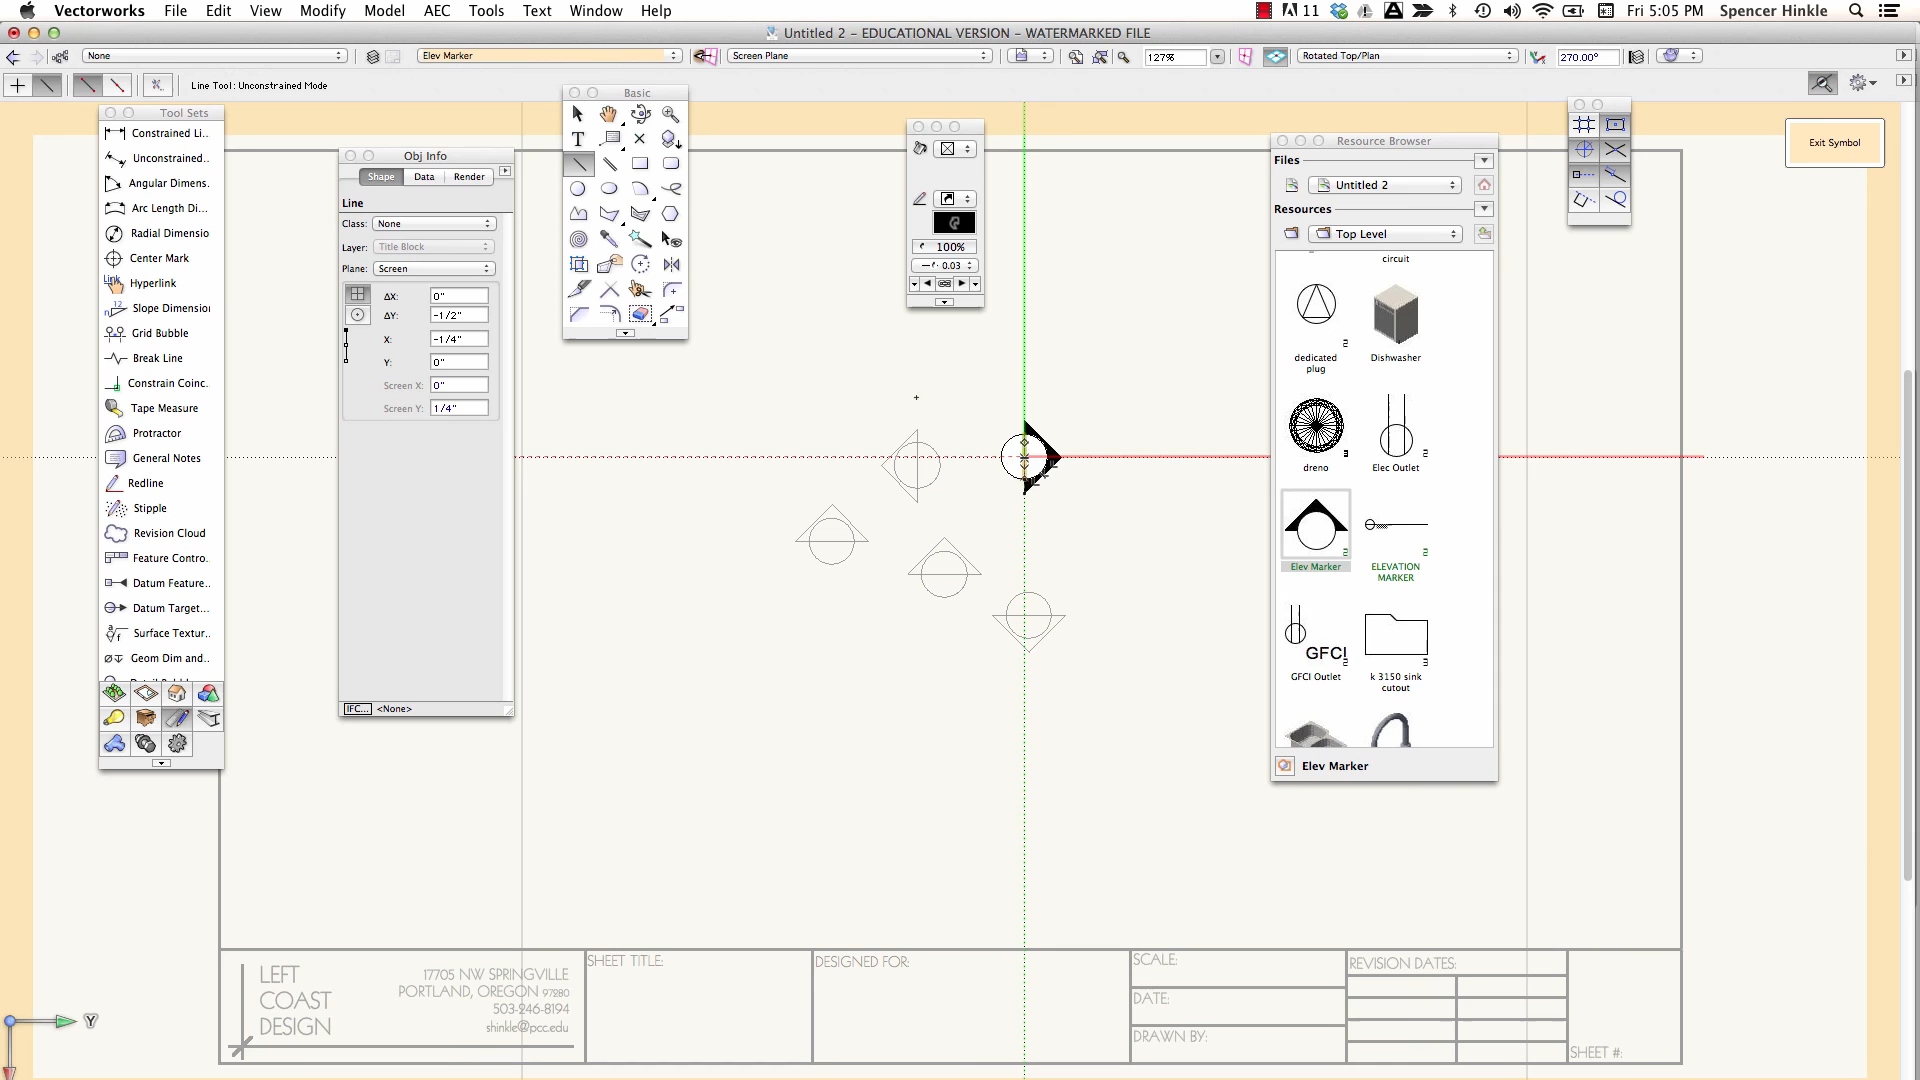 Vectorworks File Edit View Modify Model AEC Tools Text Window Help 11 Fri 5:05 PM Spencer Hinkle
Untitled 2 – EDUCATIONAL VERSION – WATERMARKED FILE
None Elev Marker Screen Plane 127% Rotated Top/Plan 270.00°
Line Tool: Unconstrained Mode
Tool Sets
Constrained Li...
Unconstrained..
Angular Dimens.
Arc Length Di...
Radial Dimensio
Center Mark
Link Hyperlink
12 Slope Dimension
Grid Bubble
Break Line
Constrain Coinc.
Tape Measure
Protractor
General Notes
Redline
Stipple
Revision Cloud
Feature Contro.
Datum Feature..
Datum Target...
Surface Textur..
Geom Dim and..
Obj Info
Shape Data Render
Line
Class: None
Layer: Title Block
Plane: Screen
ΔX: 0"
ΔY: -1/2"
X: -1/4"
Y: 0"
Screen X: 0"
Screen Y: 1/4"
IFC... <None>
Basic
T
100%
0.03
Resource Browser
Files
Untitled 2
Resources
Top Level
circuit
dedicated plug
Dishwasher
dreno
Elec Outlet
Elev Marker
ELEVATION MARKER
GFCI
GFCI Outlet
k 3150 sink cutout
Elev Marker
Exit Symbol
LEFT
COAST
DESIGN
17705 NW SPRINGVILLE
PORTLAND, OREGON 97280
503-246-8194
shinkle@pcc.edu
SHEET TITLE:
DESIGNED FOR:
SCALE:
DATE:
DRAWN BY:
REVISION DATES:
SHEET #:
Y